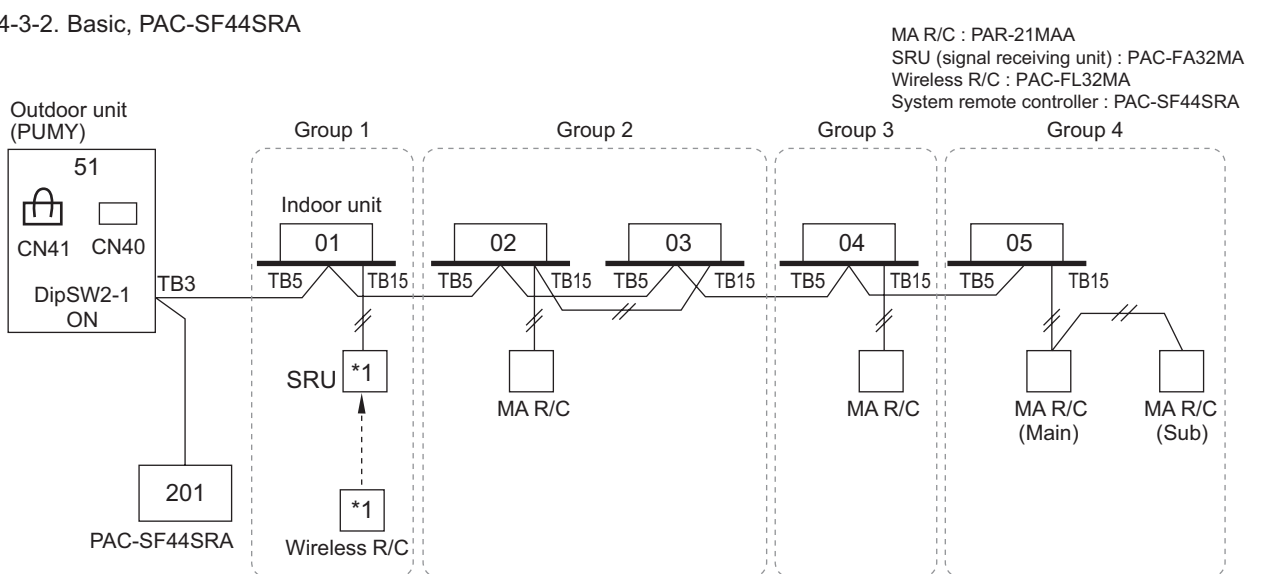 4-3-2. Basic, PAC-SF44SRA
MA R/C : PAR-21MAA
SRU (signal receiving unit) : PAC-FA32MA
Wireless R/C : PAC-FL32MA
System remote controller : PAC-SF44SRA
Outdoor unit
(PUMY)
Group 1
Group 2
Group 3
Group 4
51
CN41
CN40
DipSW2-1
ON
TB3
Indoor unit
01
02
03
04
05
TB5
TB15
TB5
TB15
TB5
TB15
TB5
TB15
TB5
TB15
SRU
*1
MA R/C
MA R/C
MA R/C
(Main)
MA R/C
(Sub)
201
PAC-SF44SRA
*1
Wireless R/C